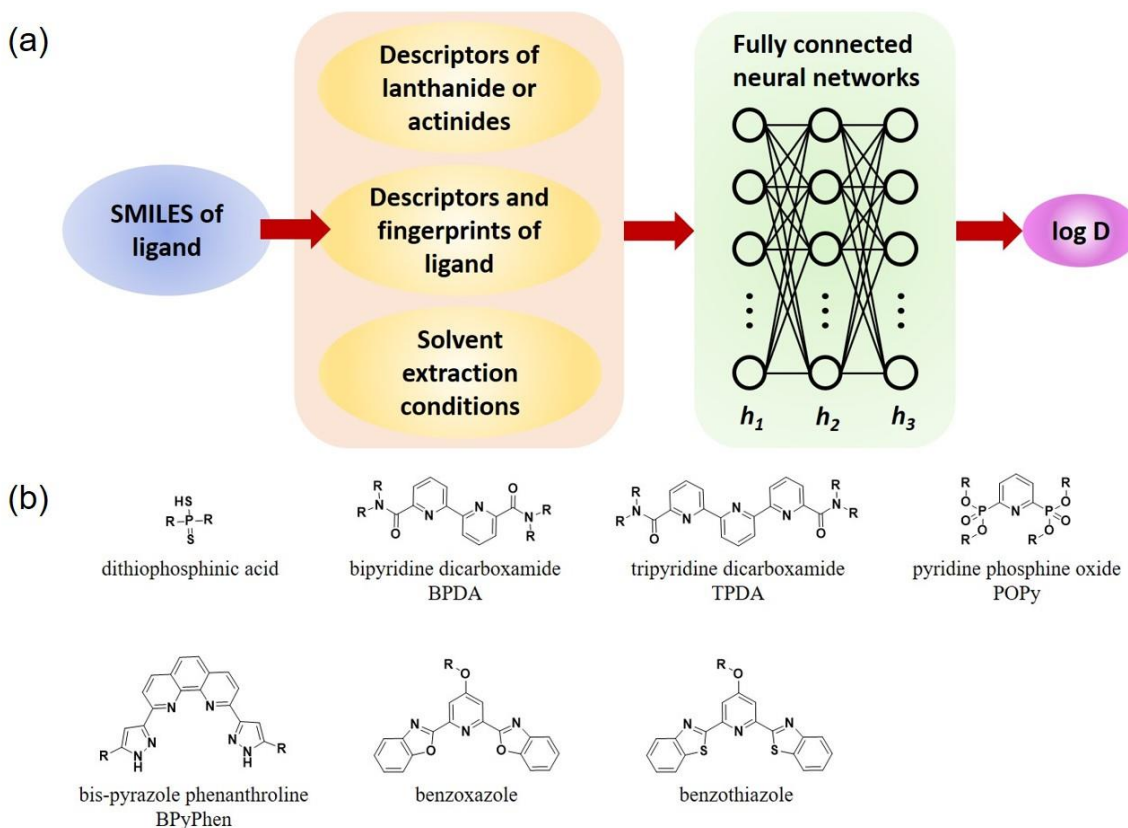 (a)
SMILES of
ligand
Descriptors of
lanthanide or
actinides
Descriptors and
fingerprints of
ligand
Solvent
extraction
conditions
Fully connected
neural networks
h1 h2 h3
log D
(b)
HS
R P R
S
dithiophosphinic acid
R
R N
O
N
N
O
N R
R
bipyridine dicarboxamide
BPDA
R
R N
O
N
N
N
O
N R
R
tripyridine dicarboxamide
TPDA
R
O
P
O
O
R
N
R
O
P
O
O
R
pyridine phosphine oxide
POPy
N N
R
N
N
H
N
N
H
R
bis-pyrazole phenanthroline
BPyPhen
R
O
N
N
N
O
O
benzoxazole
R
O
N
N
N
S
S
benzothiazole